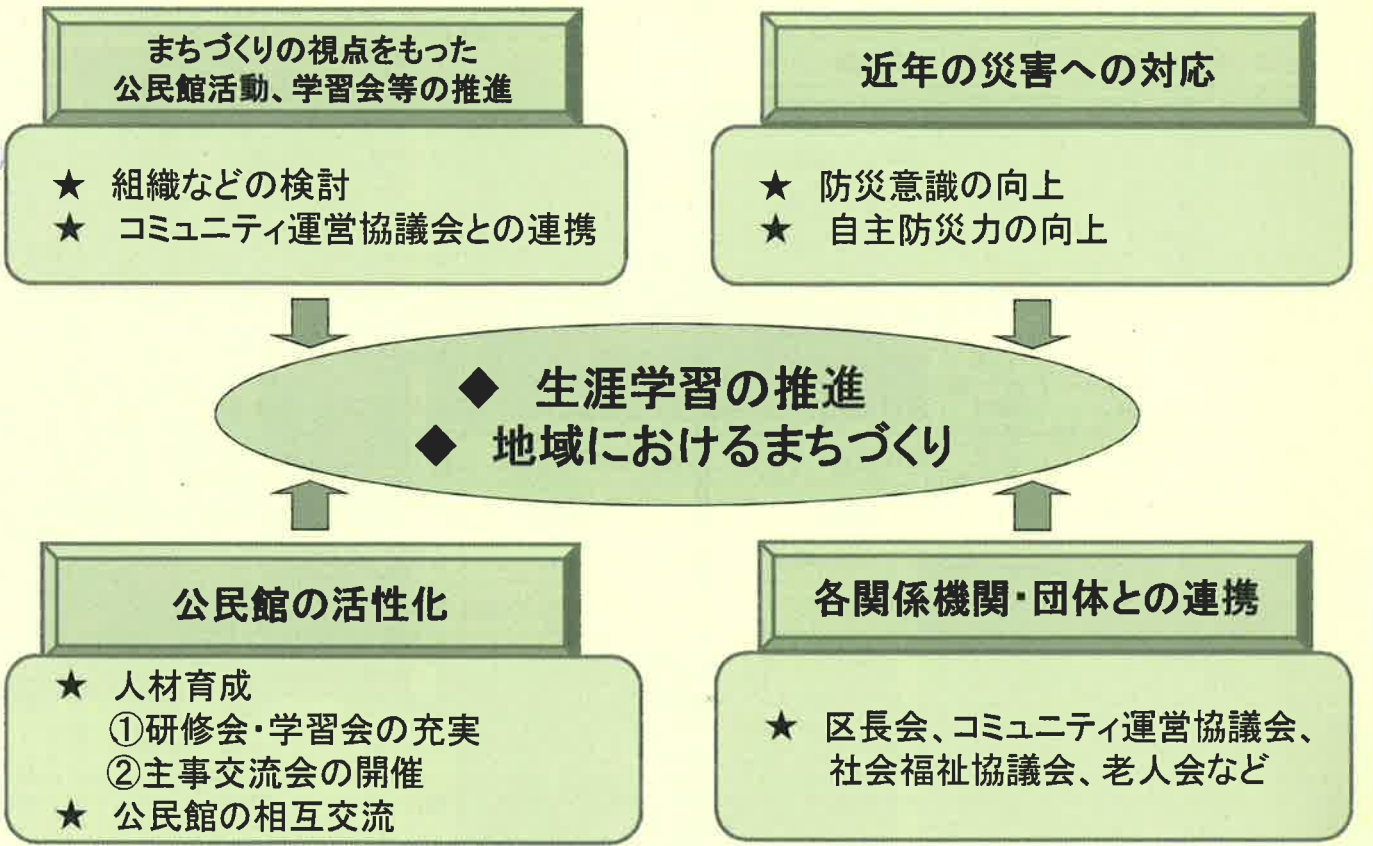 まちづくりの視点をもった
公民館活動、学習会等の推進
★ 組織などの検討
★ コミュニティ運営協議会との連携
近年の災害への対応
★ 防災意識の向上
★ 自主防災力の向上
◆ 生涯学習の推進
◆ 地域におけるまちづくり
公民館の活性化
★ 人材育成
①研修会・学習会の充実
②主事交流会の開催
★ 公民館の相互交流
各関係機関・団体との連携
★ 区長会、コミュニティ運営協議会、
社会福祉協議会、老人会など